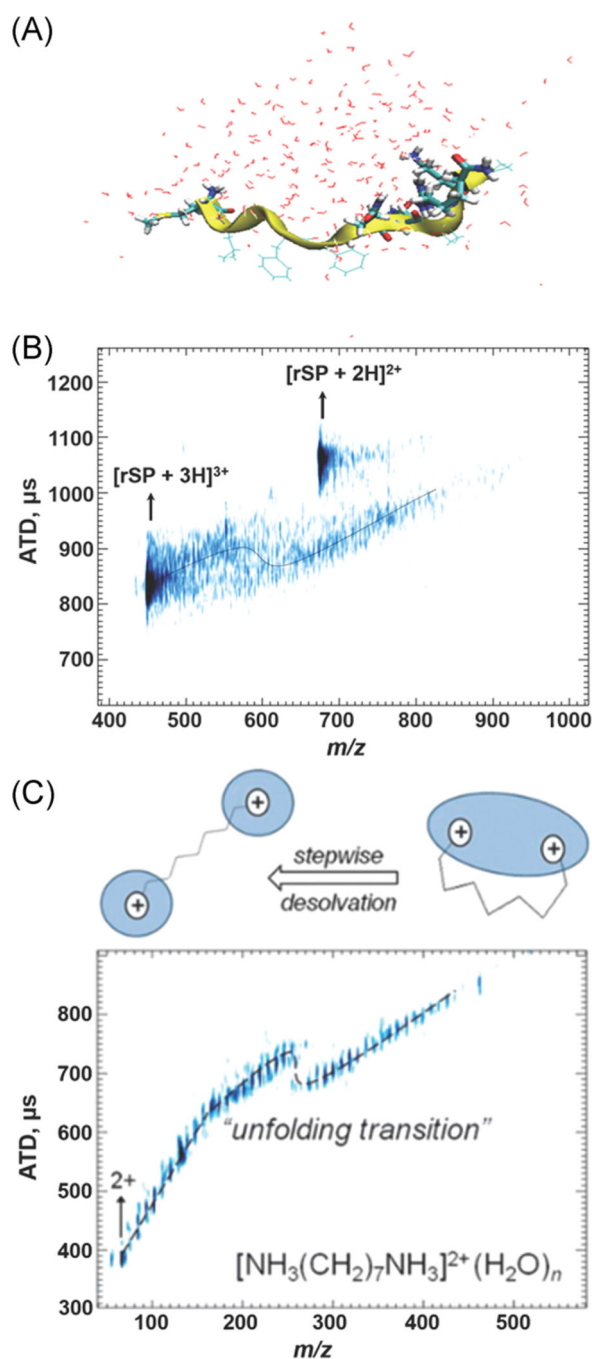 (A)
(B)
1200
1100
1000
900
800
700
ATD, µs
[rSP + 2H]²⁺
[rSP + 3H]³⁺
400 500 600 700 800 900 1000
m/z
(C)
+ + + +
stepwise
desolvation
800
700
600
500
400
300
ATD, µs
"unfolding transition"
2+
[NH₃(CH₂)₇NH₃]²⁺(H₂O)ₙ
100 200 300 400 500
m/z